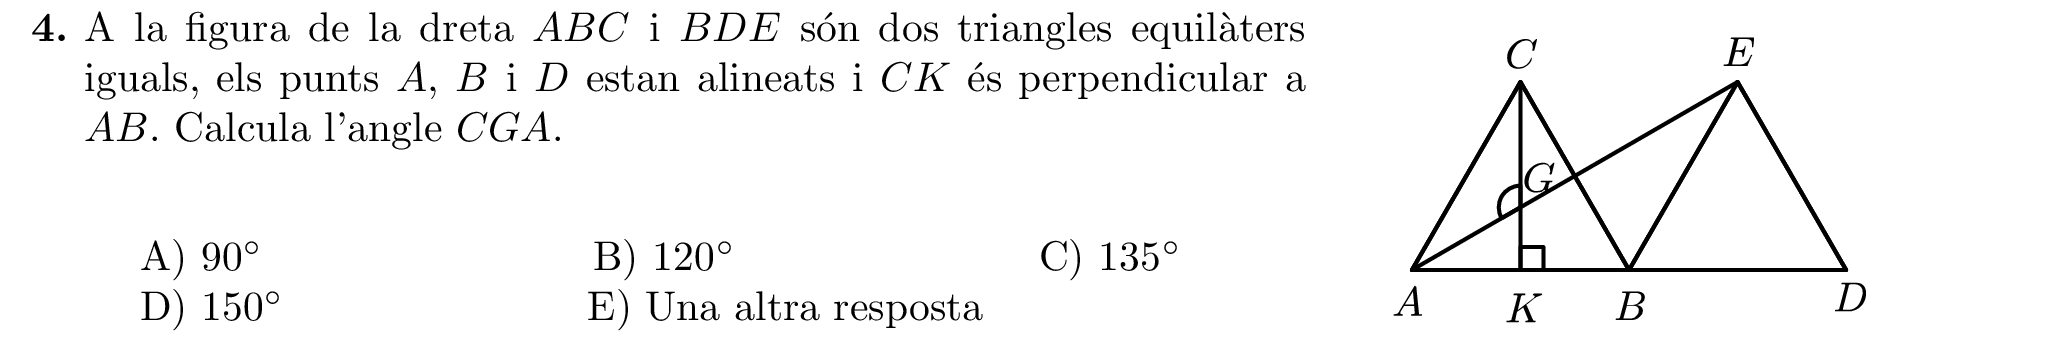 4. A la figura de la dreta ABC i BDE són dos triangles equilàters
iguals, els punts A, B i D estan alineats i CK és perpendicular a
AB. Calcula l'angle CGA.
A) 90° B) 120° C) 135°
D) 150° E) Una altra resposta
C E
G
A K B D